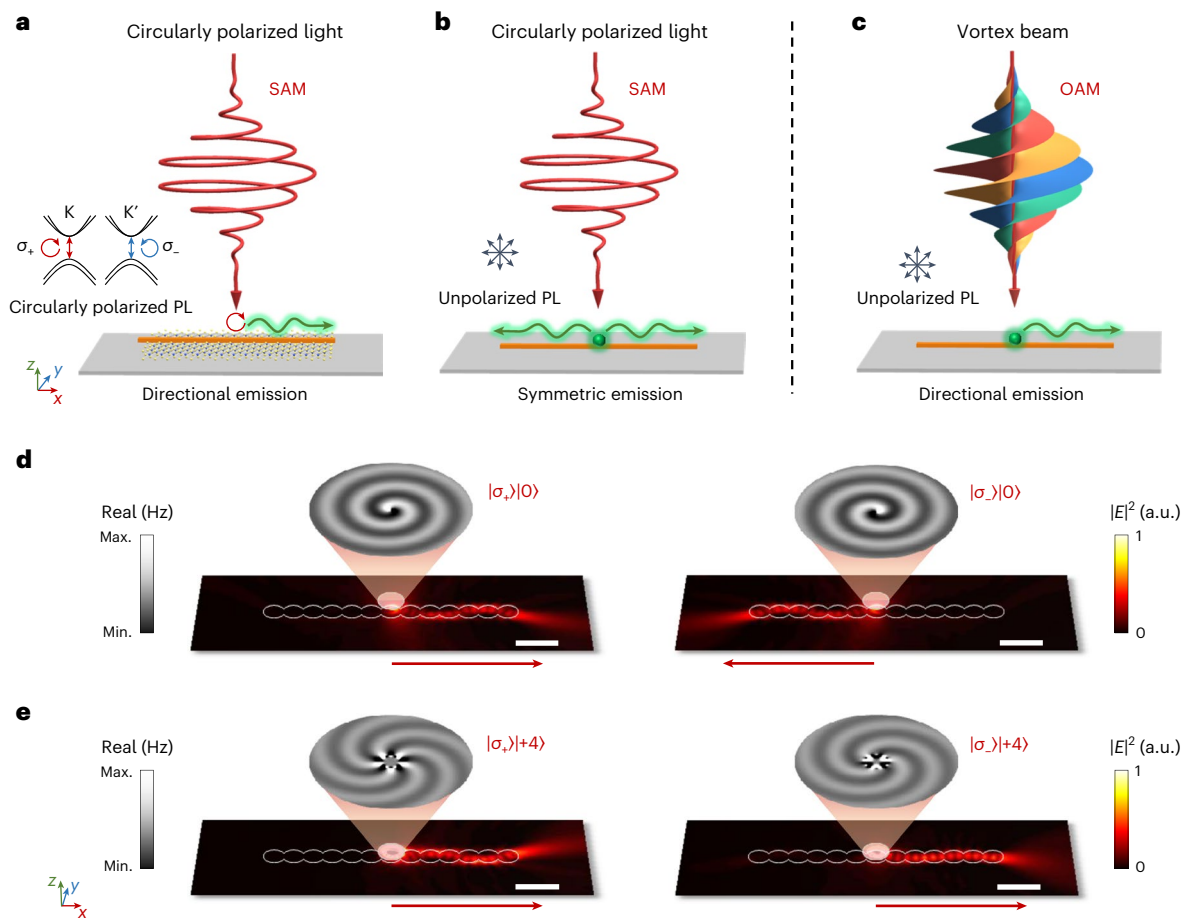 a
Circularly polarized light
SAM
K
K′
σ+
σ−
Circularly polarized PL
z
y
x
Directional emission
b
Circularly polarized light
SAM
Unpolarized PL
Symmetric emission
c
Vortex beam
OAM
Unpolarized PL
Directional emission
d
Real (Hz)
Max.
Min.
|σ+⟩|0⟩
|σ−⟩|0⟩
|E|² (a.u.)
1
0
e
Real (Hz)
Max.
Min.
z
y
x
|σ+⟩|+4⟩
|σ−⟩|+4⟩
|E|² (a.u.)
1
0